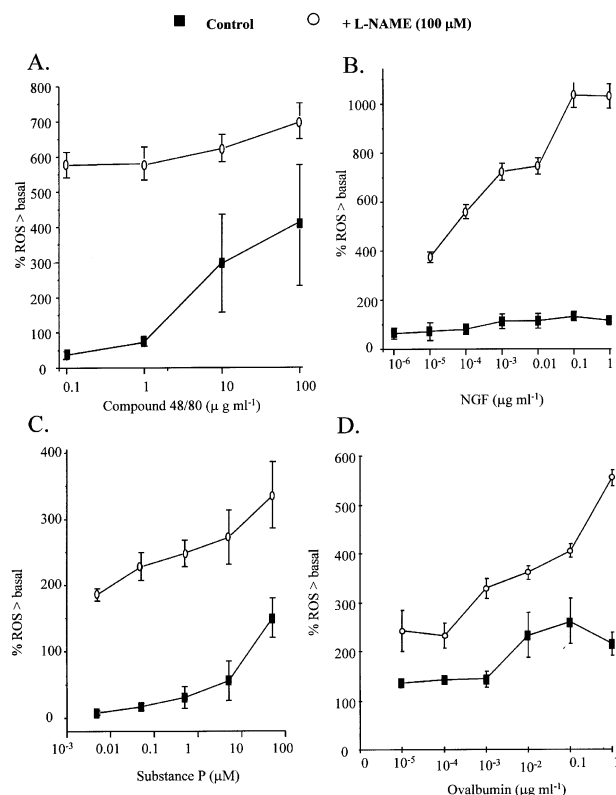 Control
+ L-NAME (100 µM)
A.
% ROS > basal
800
700
600
500
400
300
200
100
0
0.1 1 10 100
Compound 48/80 (µ g ml⁻¹)
B.
% ROS > basal
1000
800
600
400
200
0
10⁻⁶ 10⁻⁵ 10⁻⁴ 10⁻³ 0.01 0.1 1
NGF (µg ml⁻¹)
C.
% ROS > basal
400
300
200
100
0
10⁻³ 0.01 0.1 1 10 100
Substance P (µM)
D.
% ROS > basal
600
500
400
300
200
100
0
0 10⁻⁵ 10⁻⁴ 10⁻³ 10⁻² 0.1 1
Ovalbumin (µg ml⁻¹)